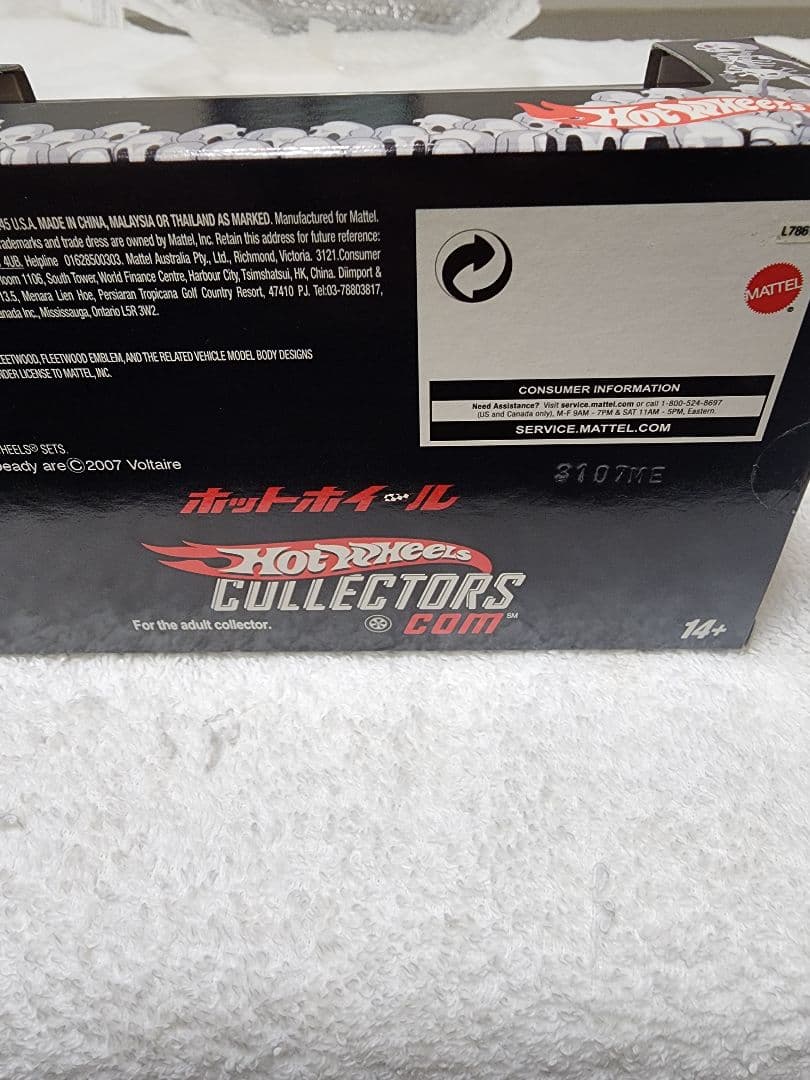 HOT WHEELS
45 U.S.A. MADE IN CHINA, MALAYSIA OR THAILAND AS MARKED. Manufactured for Mattel.
rademarks and trade dress are owned by Mattel, Inc. Retain this address for future reference:
4UB. Helpline 01628500303. Mattel Australia Pty., Ltd., Richmond, Victoria. 3121.Consumer
oom 1106, South Tower, World Finance Centre, Harbour City, Tsimshatsui, HK, China. Diimport &
13.5, Menara Lien Hoe, Persiaran Tropicana Golf Country Resort, 47410 PJ. Tel:03-78803817,
nada Inc., Mississauga, Ontario L5R 3W2.
EETWOOD, FLEETWOOD EMBLEM, AND THE RELATED VEHICLE MODEL BODY DESIGNS
DER LICENSE TO MATTEL, INC.
HEELS® SETS.
eady are©2007 Voltaire
L786
MATTEL
CONSUMER INFORMATION
Need Assistance? Visit service.mattel.com or call 1-800-524-8697
(US and Canada only), M-F 9AM - 7PM & SAT 11AM - 5PM, Eastern.
SERVICE.MATTEL.COM
3107ME
ホットホイール
HOT WHEELS
COLLECTORS
.COM℠
For the adult collector.
14+